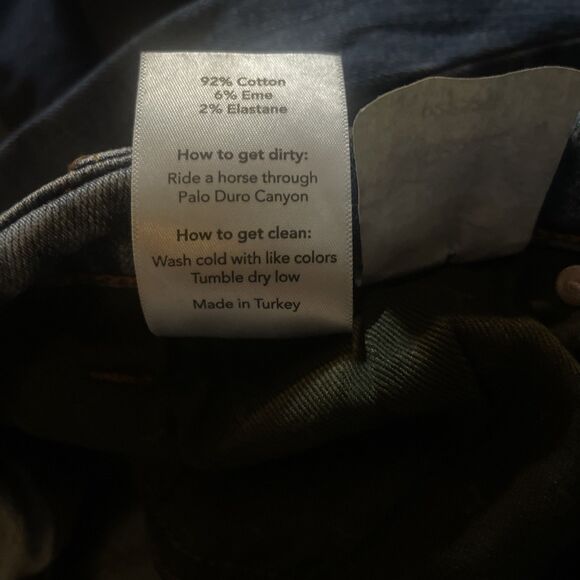 92% Cotton
6% Eme
2% Elastane
How to get dirty:
Ride a horse through
Palo Duro Canyon
How to get clean:
Wash cold with like colors
Tumble dry low
Made in Turkey